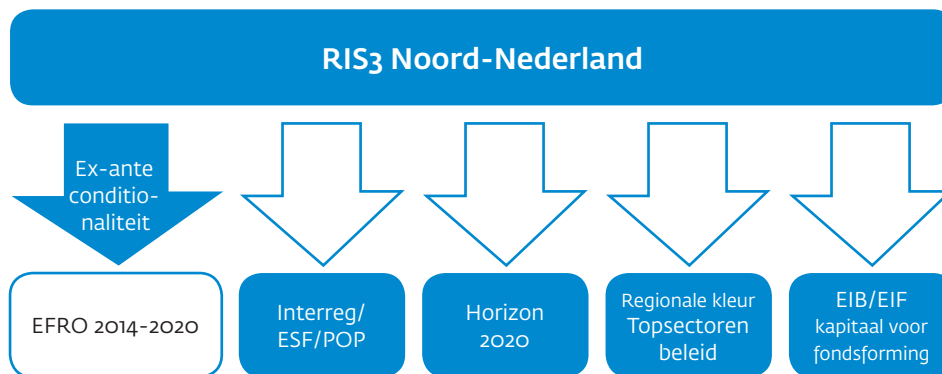 RIS3 Noord-Nederland
Ex-ante
conditio-
naliteit
EFRO 2014-2020
Interreg/
ESF/POP
Horizon
2020
Regionale kleur
Topsectoren
beleid
EIB/EIF
kapitaal voor
fondsforming